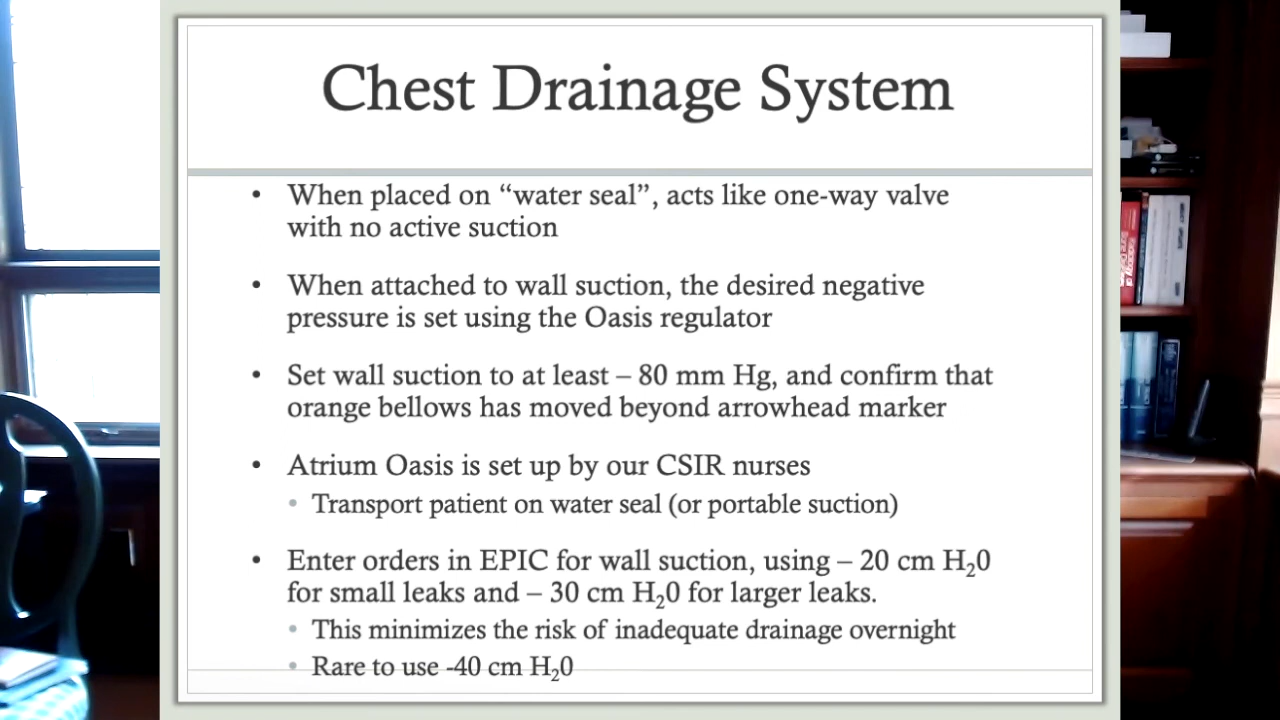 Chest Drainage System
• When placed on “water seal”, acts like one-way valve
with no active suction
• When attached to wall suction, the desired negative
pressure is set using the Oasis regulator
• Set wall suction to at least – 80 mm Hg, and confirm that
orange bellows has moved beyond arrowhead marker
• Atrium Oasis is set up by our CSIR nurses
• Transport patient on water seal (or portable suction)
• Enter orders in EPIC for wall suction, using – 20 cm H₂0
for small leaks and – 30 cm H₂0 for larger leaks.
• This minimizes the risk of inadequate drainage overnight
• Rare to use -40 cm H₂0